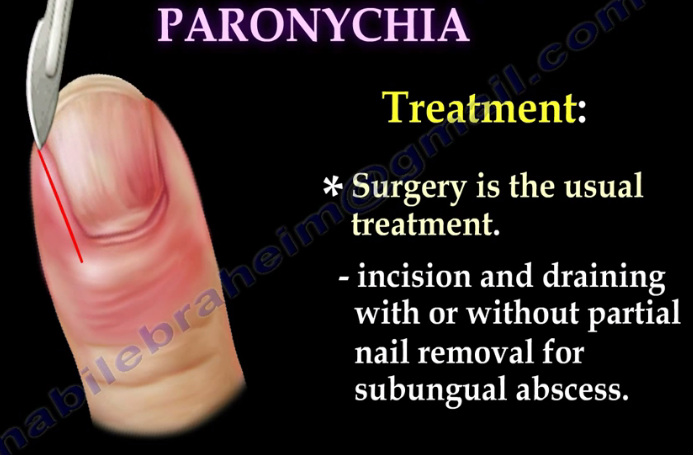 PARONYCHIA
Treatment:
* Surgery is the usual
treatment.
- incision and draining
with or without partial
nail removal for
subungual abscess.
nabilebraheim@gmail.com